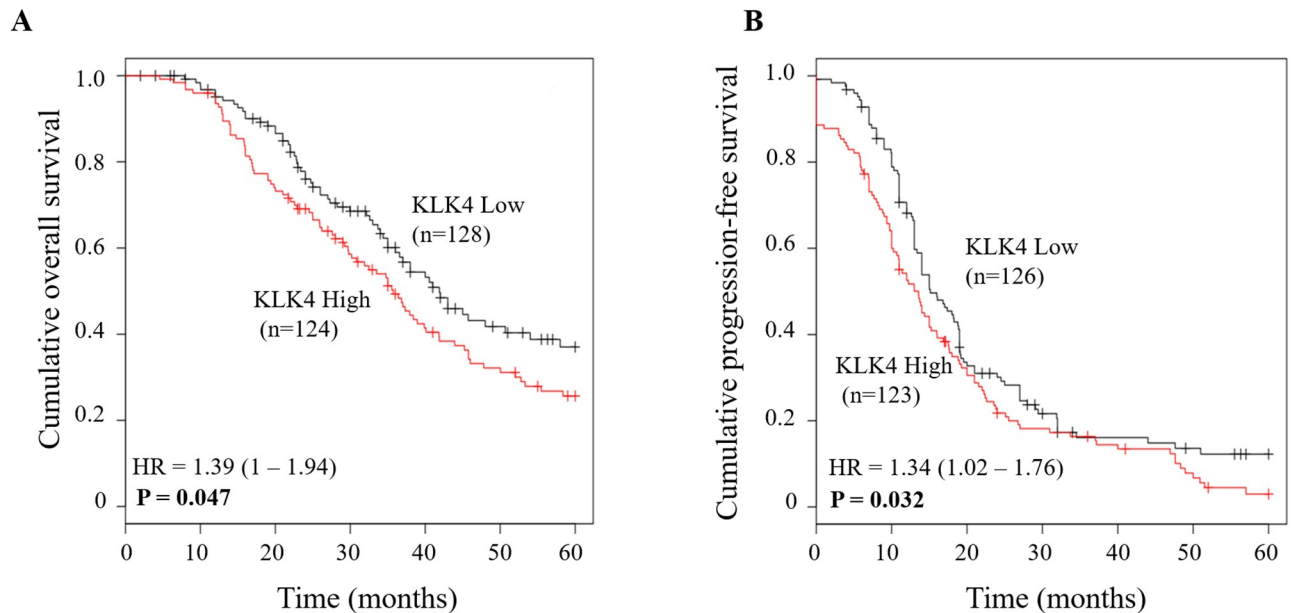 A
Cumulative overall survival
1.0
0.8
0.6
0.4
0.2
0
KLK4 Low
(n=128)
KLK4 High
(n=124)
HR = 1.39 (1 – 1.94)
P = 0.047
0 10 20 30 40 50 60
Time (months)
B
Cumulative progression-free survival
1.0
0.8
0.6
0.4
0.2
0
KLK4 Low
(n=126)
KLK4 High
(n=123)
HR = 1.34 (1.02 – 1.76)
P = 0.032
0 10 20 30 40 50 60
Time (months)